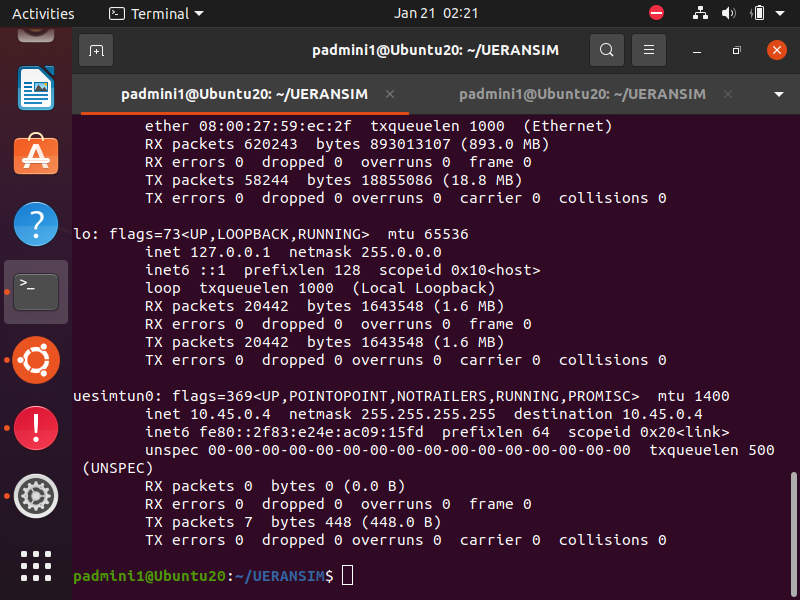 Activities
Terminal
Jan 21 02:21
padmini1@Ubuntu20: ~/UERANSIM
padmini1@Ubuntu20: ~/UERANSIM
padmini1@Ubuntu20: ~/UERANSIM
ether 08:00:27:59:ec:2f  txqueuelen 1000  (Ethernet)
RX packets 620243  bytes 893013107 (893.0 MB)
RX errors 0  dropped 0  overruns 0  frame 0
TX packets 58244  bytes 18855086 (18.8 MB)
TX errors 0  dropped 0 overruns 0  carrier 0  collisions 0
lo: flags=73<UP,LOOPBACK,RUNNING>  mtu 65536
inet 127.0.0.1  netmask 255.0.0.0
inet6 ::1  prefixlen 128  scopeid 0x10<host>
loop  txqueuelen 1000  (Local Loopback)
RX packets 20442  bytes 1643548 (1.6 MB)
RX errors 0  dropped 0  overruns 0  frame 0
TX packets 20442  bytes 1643548 (1.6 MB)
TX errors 0  dropped 0 overruns 0  carrier 0  collisions 0
uesimtun0: flags=369<UP,POINTOPOINT,NOTRAILERS,RUNNING,PROMISC>  mtu 1400
inet 10.45.0.4  netmask 255.255.255.255  destination 10.45.0.4
inet6 fe80::2f83:e24e:ac09:15fd  prefixlen 64  scopeid 0x20<link>
unspec 00-00-00-00-00-00-00-00-00-00-00-00-00-00-00-00  txqueuelen 500
(UNSPEC)
RX packets 0  bytes 0 (0.0 B)
RX errors 0  dropped 0  overruns 0  frame 0
TX packets 7  bytes 448 (448.0 B)
TX errors 0  dropped 0 overruns 0  carrier 0  collisions 0
padmini1@Ubuntu20:~/UERANSIM$